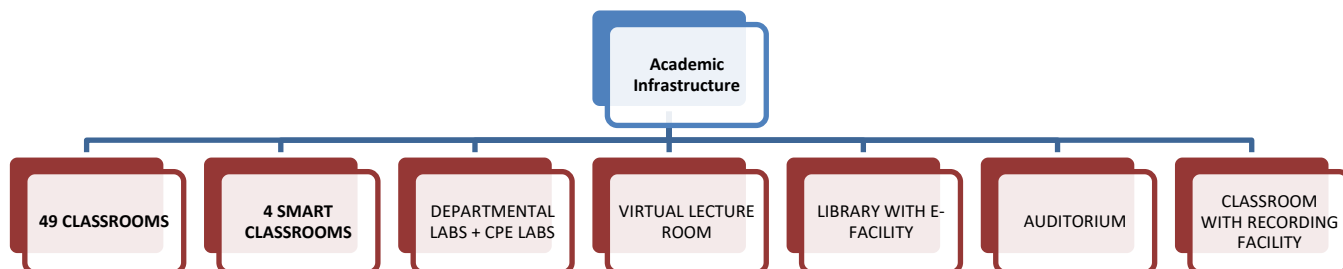 Academic
Infrastructure
49 CLASSROOMS
4 SMART
CLASSROOMS
DEPARTMENTAL
LABS + CPE LABS
VIRTUAL LECTURE
ROOM
LIBRARY WITH E-
FACILITY
AUDITORIUM
CLASSROOM
WITH RECORDING
FACILITY